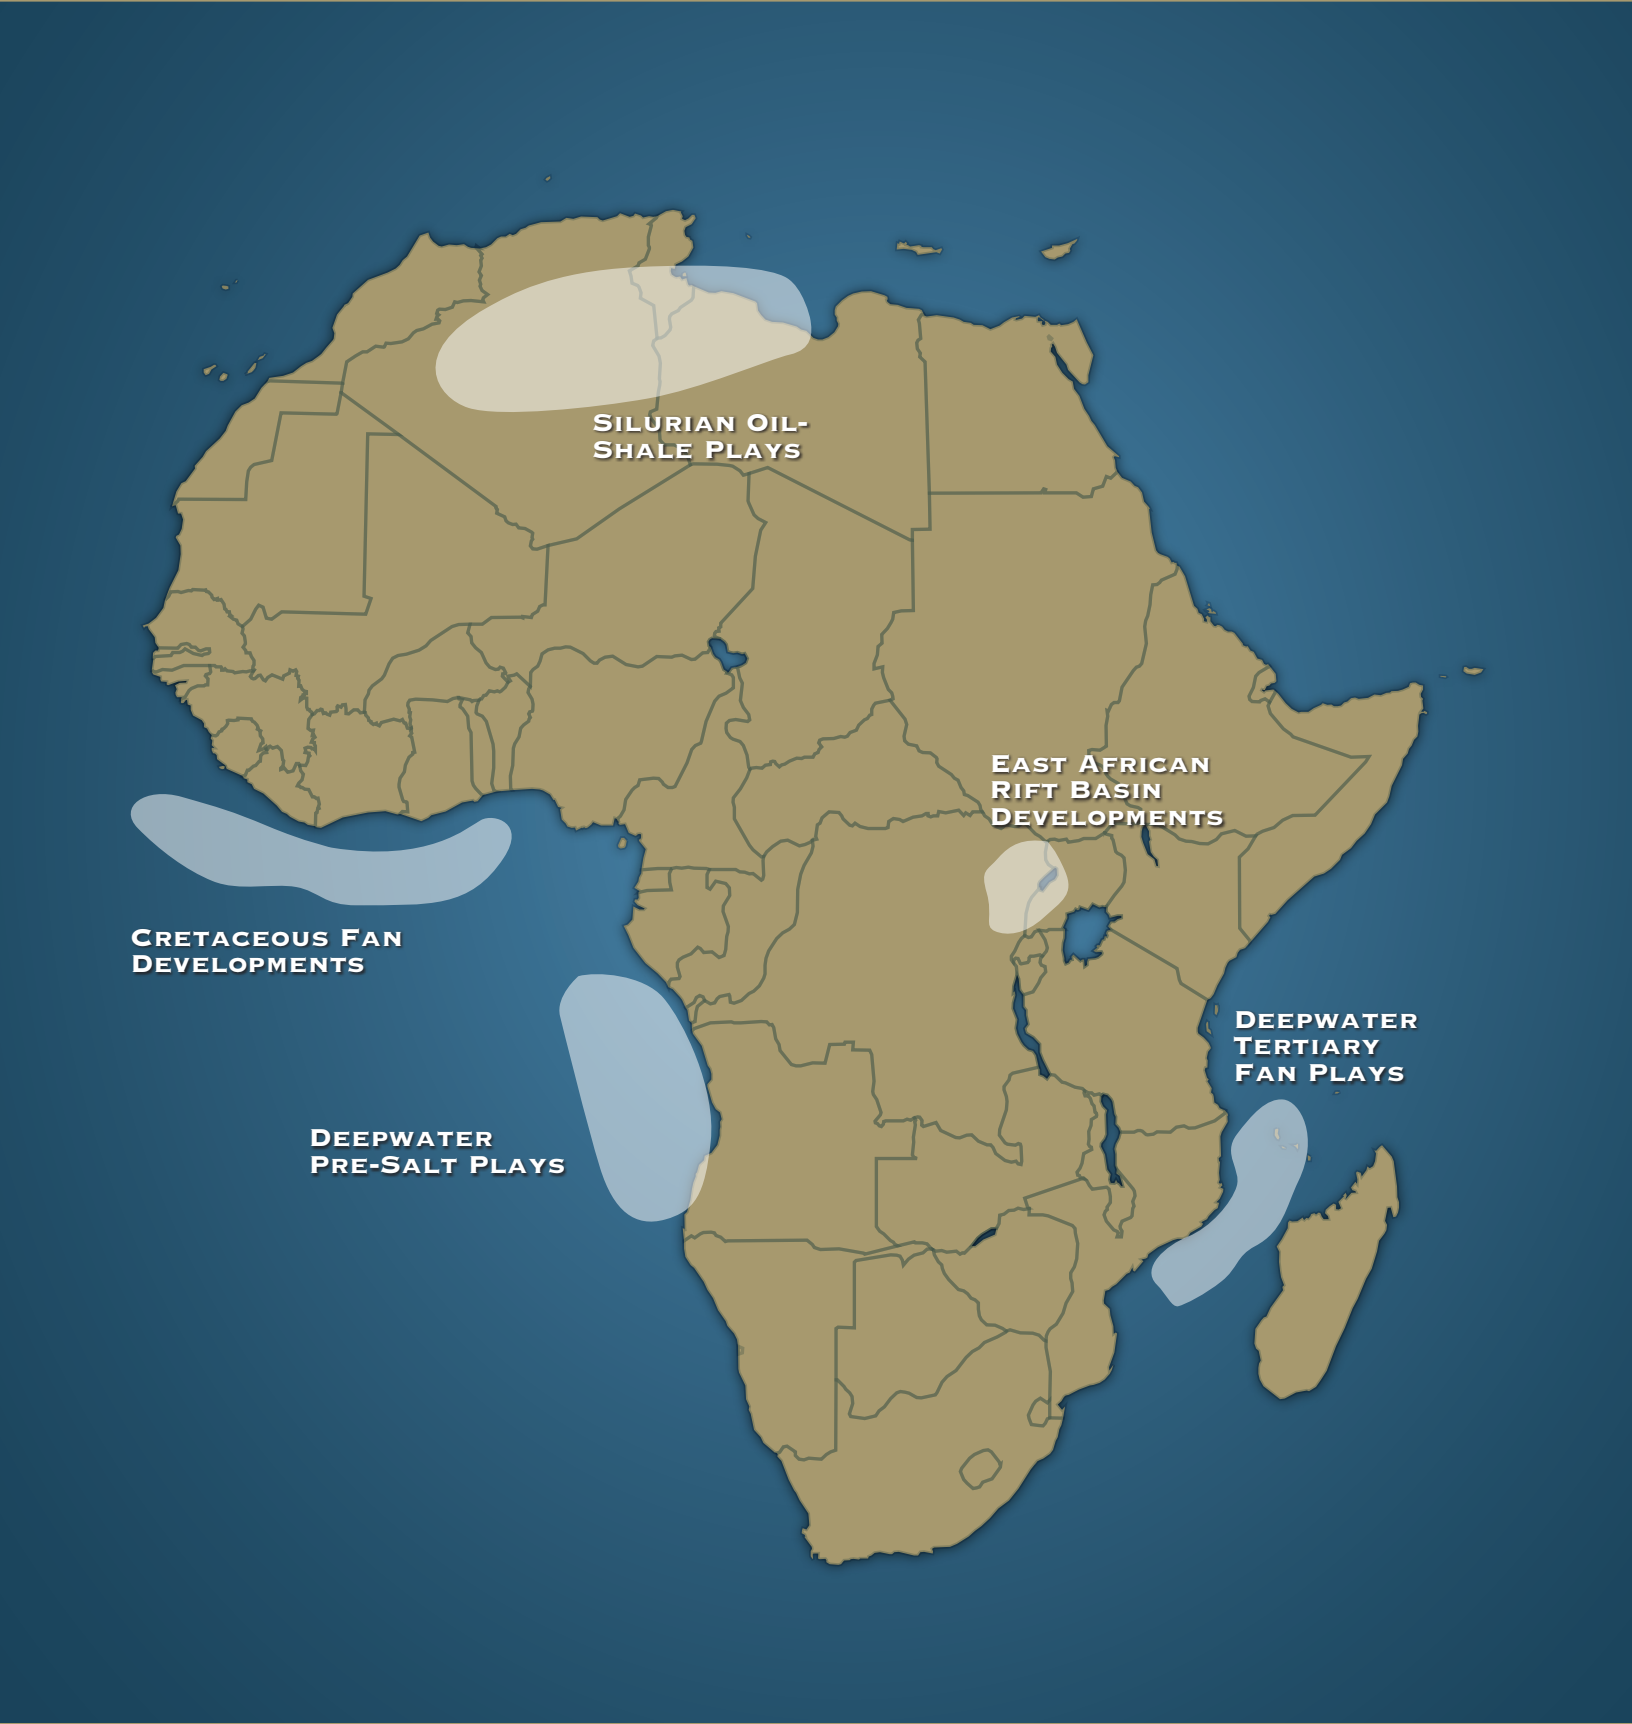 Silurian Oil-
Shale Plays
East African
Rift Basin
Developments
Cretaceous Fan
Developments
Deepwater
Tertiary
Fan Plays
Deepwater
Pre-Salt Plays